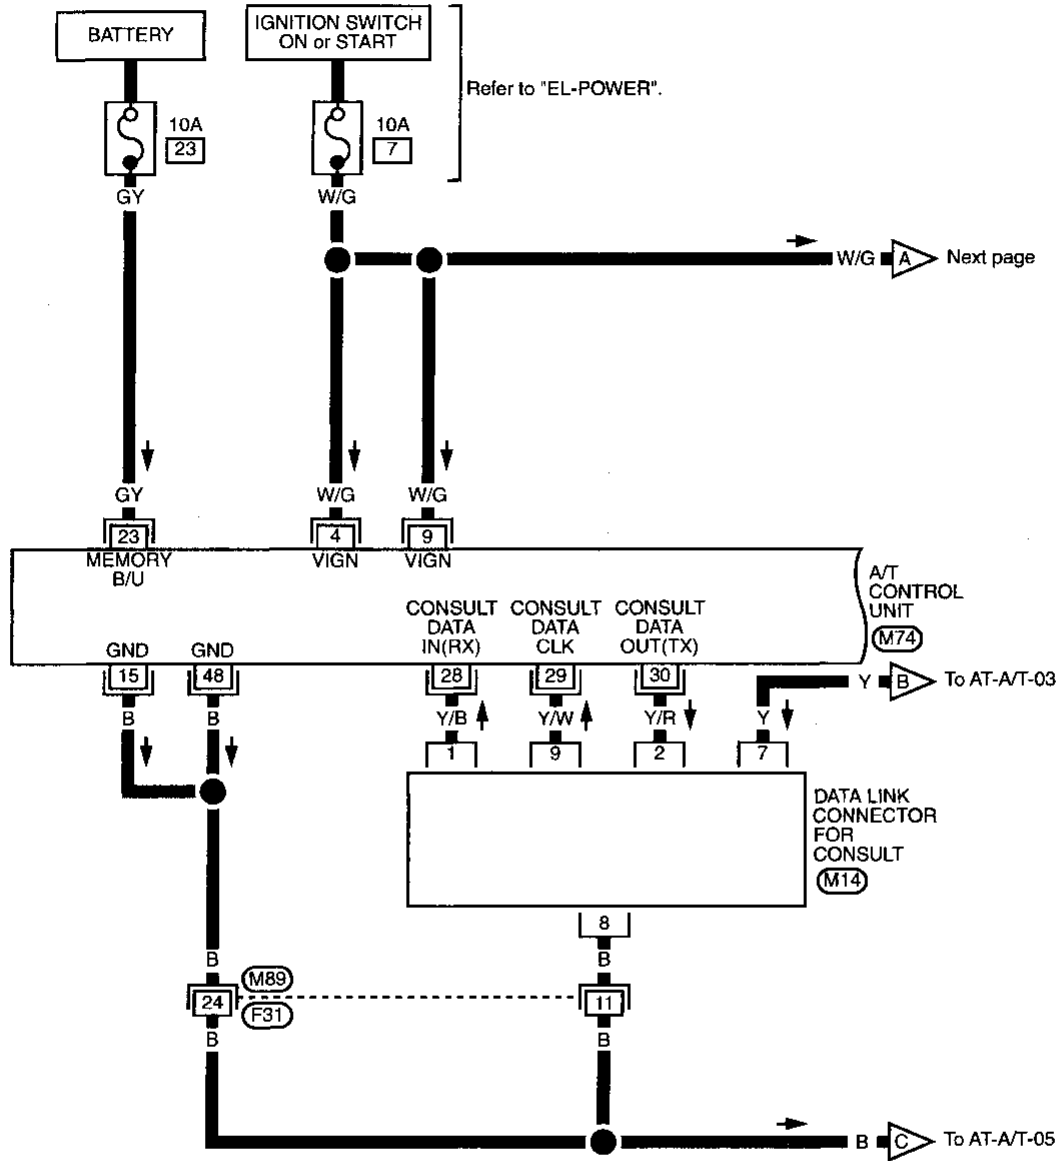 BATTERY
IGNITION SWITCH
ON or START
Refer to "EL-POWER".
10A
23
10A
7
GY
W/G
W/G
A
Next page
GY
W/G
W/G
23
4
9
MEMORY
B/U
VIGN
VIGN
A/T
CONTROL
UNIT
M74
CONSULT
DATA
IN(RX)
CONSULT
DATA
CLK
CONSULT
DATA
OUT(TX)
GND
GND
15
48
28
29
30
Y
B
To AT-A/T-03
B
B
Y/B
Y/W
Y/R
Y
1
9
2
7
DATA LINK
CONNECTOR
FOR
CONSULT
M14
8
B
B
M89
24
F31
11
B
B
B
C
To AT-A/T-05